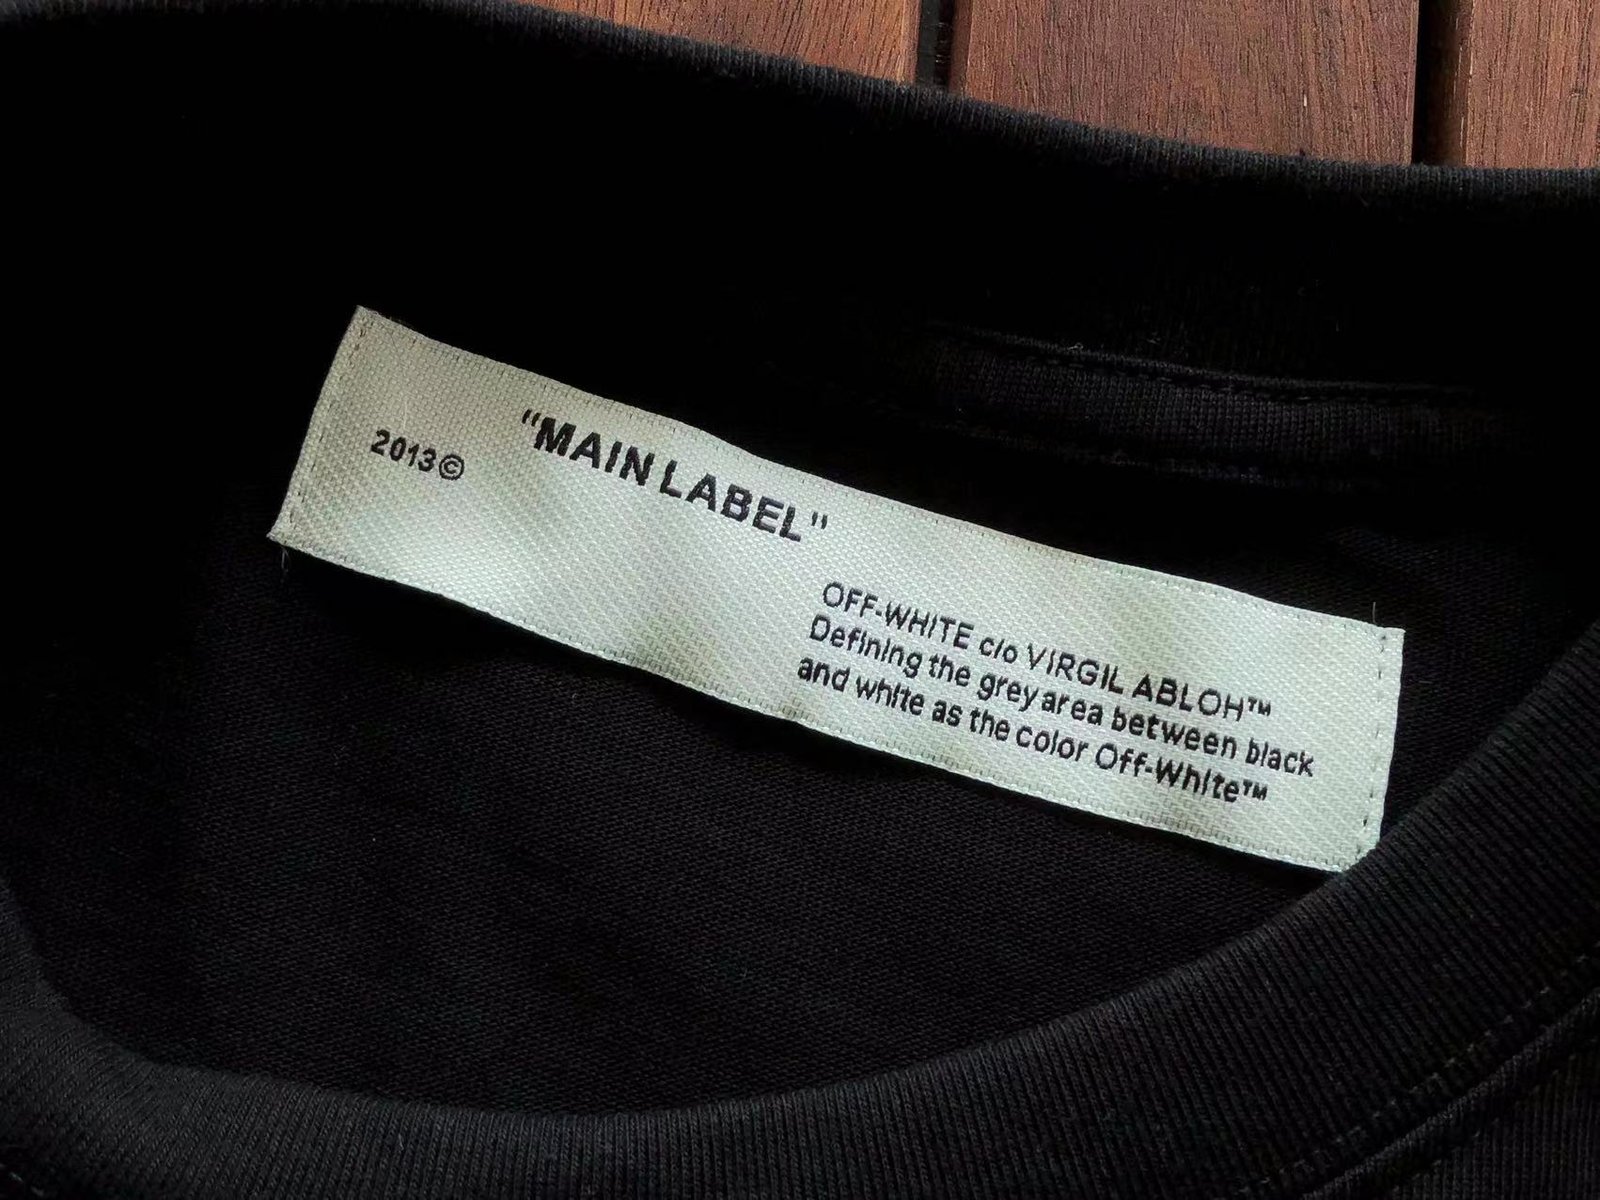 2013©
"MAIN LABEL"
OFF-WHITE c/o VIRGIL ABLOH™
Defining the grey area between black
and white as the color Off-White™